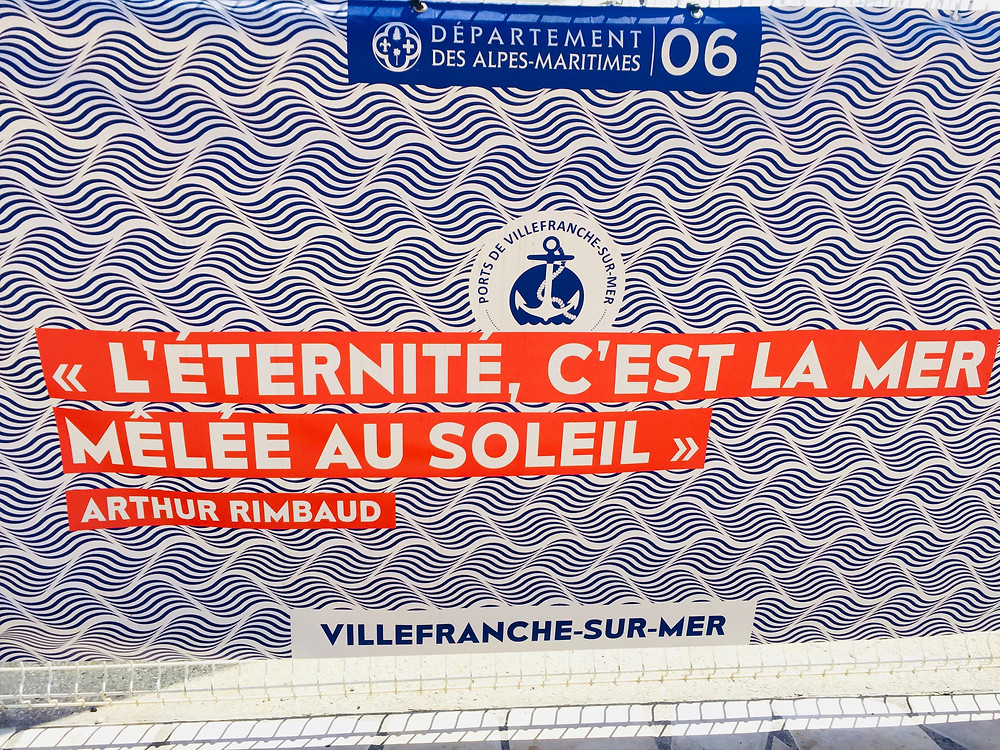 DÉPARTEMENT
DES ALPES-MARITIMES
06
PORTS DE VILLEFRANCHE-SUR-MER
« L'ÉTERNITÉ, C'EST LA MER
MÊLÉE AU SOLEIL »
ARTHUR RIMBAUD
VILLEFRANCHE-SUR-MER